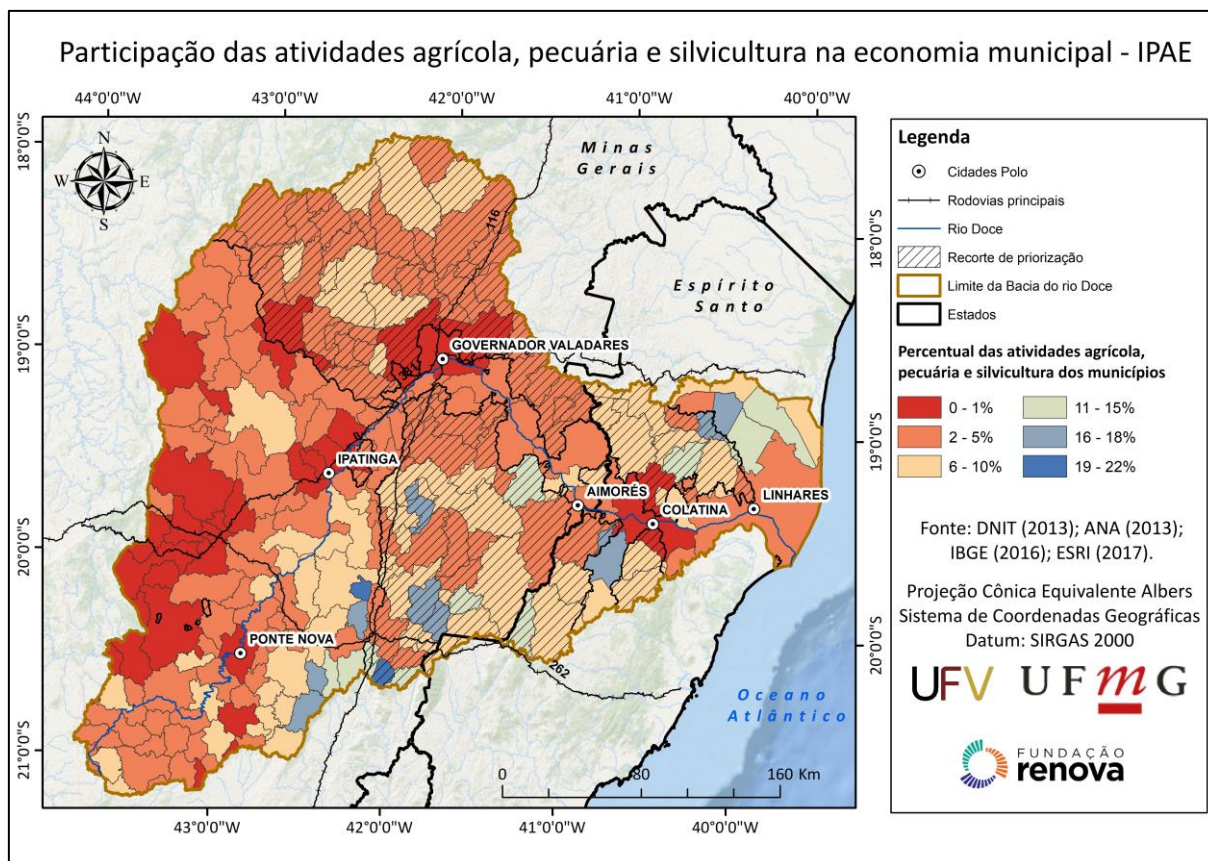 Participação das atividades agrícola, pecuária e silvicultura na economia municipal - IPAE
44°0'0"W
43°0'0"W
42°0'0"W
41°0'0"W
40°0'0"W
18°0'0"S
19°0'0"S
20°0'0"S
21°0'0"S
N
W
E
S
Minas
Gerais
116
Espírito
Santo
GOVERNADOR VALADARES
381
IPATINGA
AIMORÉS
COLATINA
LINHARES
PONTE NOVA
262
Oceano
Atlântico
0
80
160 Km
18°0'0"S
19°0'0"S
20°0'0"S
43°0'0"W
42°0'0"W
41°0'0"W
40°0'0"W
Legenda
Cidades Polo
Rodovias principais
Rio Doce
Recorte de priorização
Limite da Bacia do rio Doce
Estados
Percentual das atividades agrícola,
pecuária e silvicultura dos municípios
0 - 1%
11 - 15%
2 - 5%
16 - 18%
6 - 10%
19 - 22%
Fonte: DNIT (2013); ANA (2013);
IBGE (2016); ESRI (2017).
Projeção Cônica Equivalente Albers
Sistema de Coordenadas Geográficas
Datum: SIRGAS 2000
UFV
UFmG
FUNDAÇÃO
renova